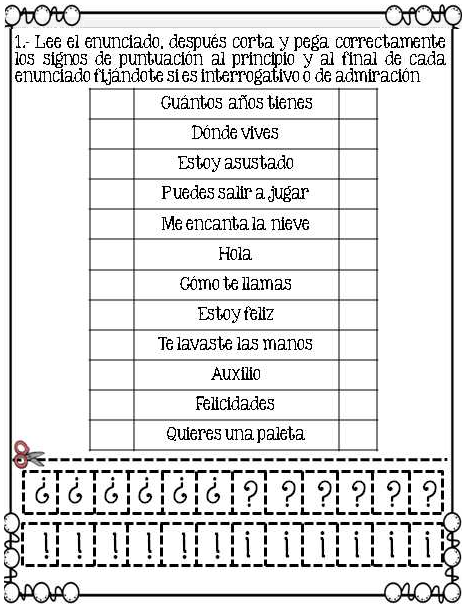 1.- Lee el enunciado, después corta y pega correctamente
los signos de puntuación al principio y al final de cada
enunciado fijándote si es interrogativo o de admiración
Cuántos años tienes
Dónde vives
Estoy asustado
Puedes salir a jugar
Me encanta la nieve
Hola
Cómo te llamas
Estoy feliz
Te lavaste las manos
Auxilio
Felicidades
Quieres una paleta
¿ ¿ ¿ ¿ ¿ ¿ ? ? ? ? ? ?
! ! ! ! ! ! ¡ ¡ ¡ ¡ ¡ ¡